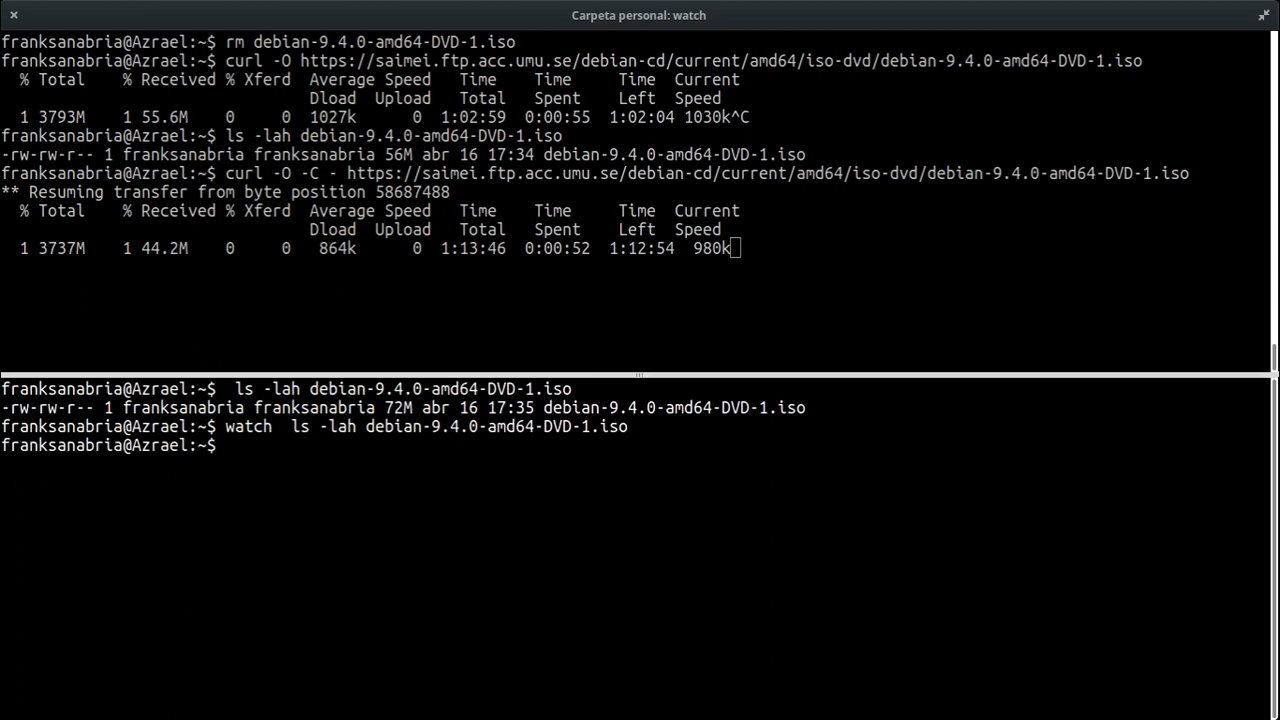 Carpeta personal: watch
franksanabria@Azrael:~$ rm debian-9.4.0-amd64-DVD-1.iso
franksanabria@Azrael:~$ curl -O https://saimei.ftp.acc.umu.se/debian-cd/current/amd64/iso-dvd/debian-9.4.0-amd64-DVD-1.iso
  % Total    % Received % Xferd  Average Speed   Time    Time     Time  Current
                                 Dload  Upload   Total   Spent    Left  Speed
  1 3793M    1 55.6M    0     0  1027k      0  1:02:59  0:00:55  1:02:04 1030k^C
franksanabria@Azrael:~$ ls -lah debian-9.4.0-amd64-DVD-1.iso
-rw-rw-r-- 1 franksanabria franksanabria 56M abr 16 17:34 debian-9.4.0-amd64-DVD-1.iso
franksanabria@Azrael:~$ curl -O -C - https://saimei.ftp.acc.umu.se/debian-cd/current/amd64/iso-dvd/debian-9.4.0-amd64-DVD-1.iso
** Resuming transfer from byte position 58687488
  % Total    % Received % Xferd  Average Speed   Time    Time     Time  Current
                                 Dload  Upload   Total   Spent    Left  Speed
  1 3737M    1 44.2M    0     0   864k      0  1:13:46  0:00:52  1:12:54  980k
franksanabria@Azrael:~$  ls -lah debian-9.4.0-amd64-DVD-1.iso
-rw-rw-r-- 1 franksanabria franksanabria 72M abr 16 17:35 debian-9.4.0-amd64-DVD-1.iso
franksanabria@Azrael:~$ watch  ls -lah debian-9.4.0-amd64-DVD-1.iso
franksanabria@Azrael:~$